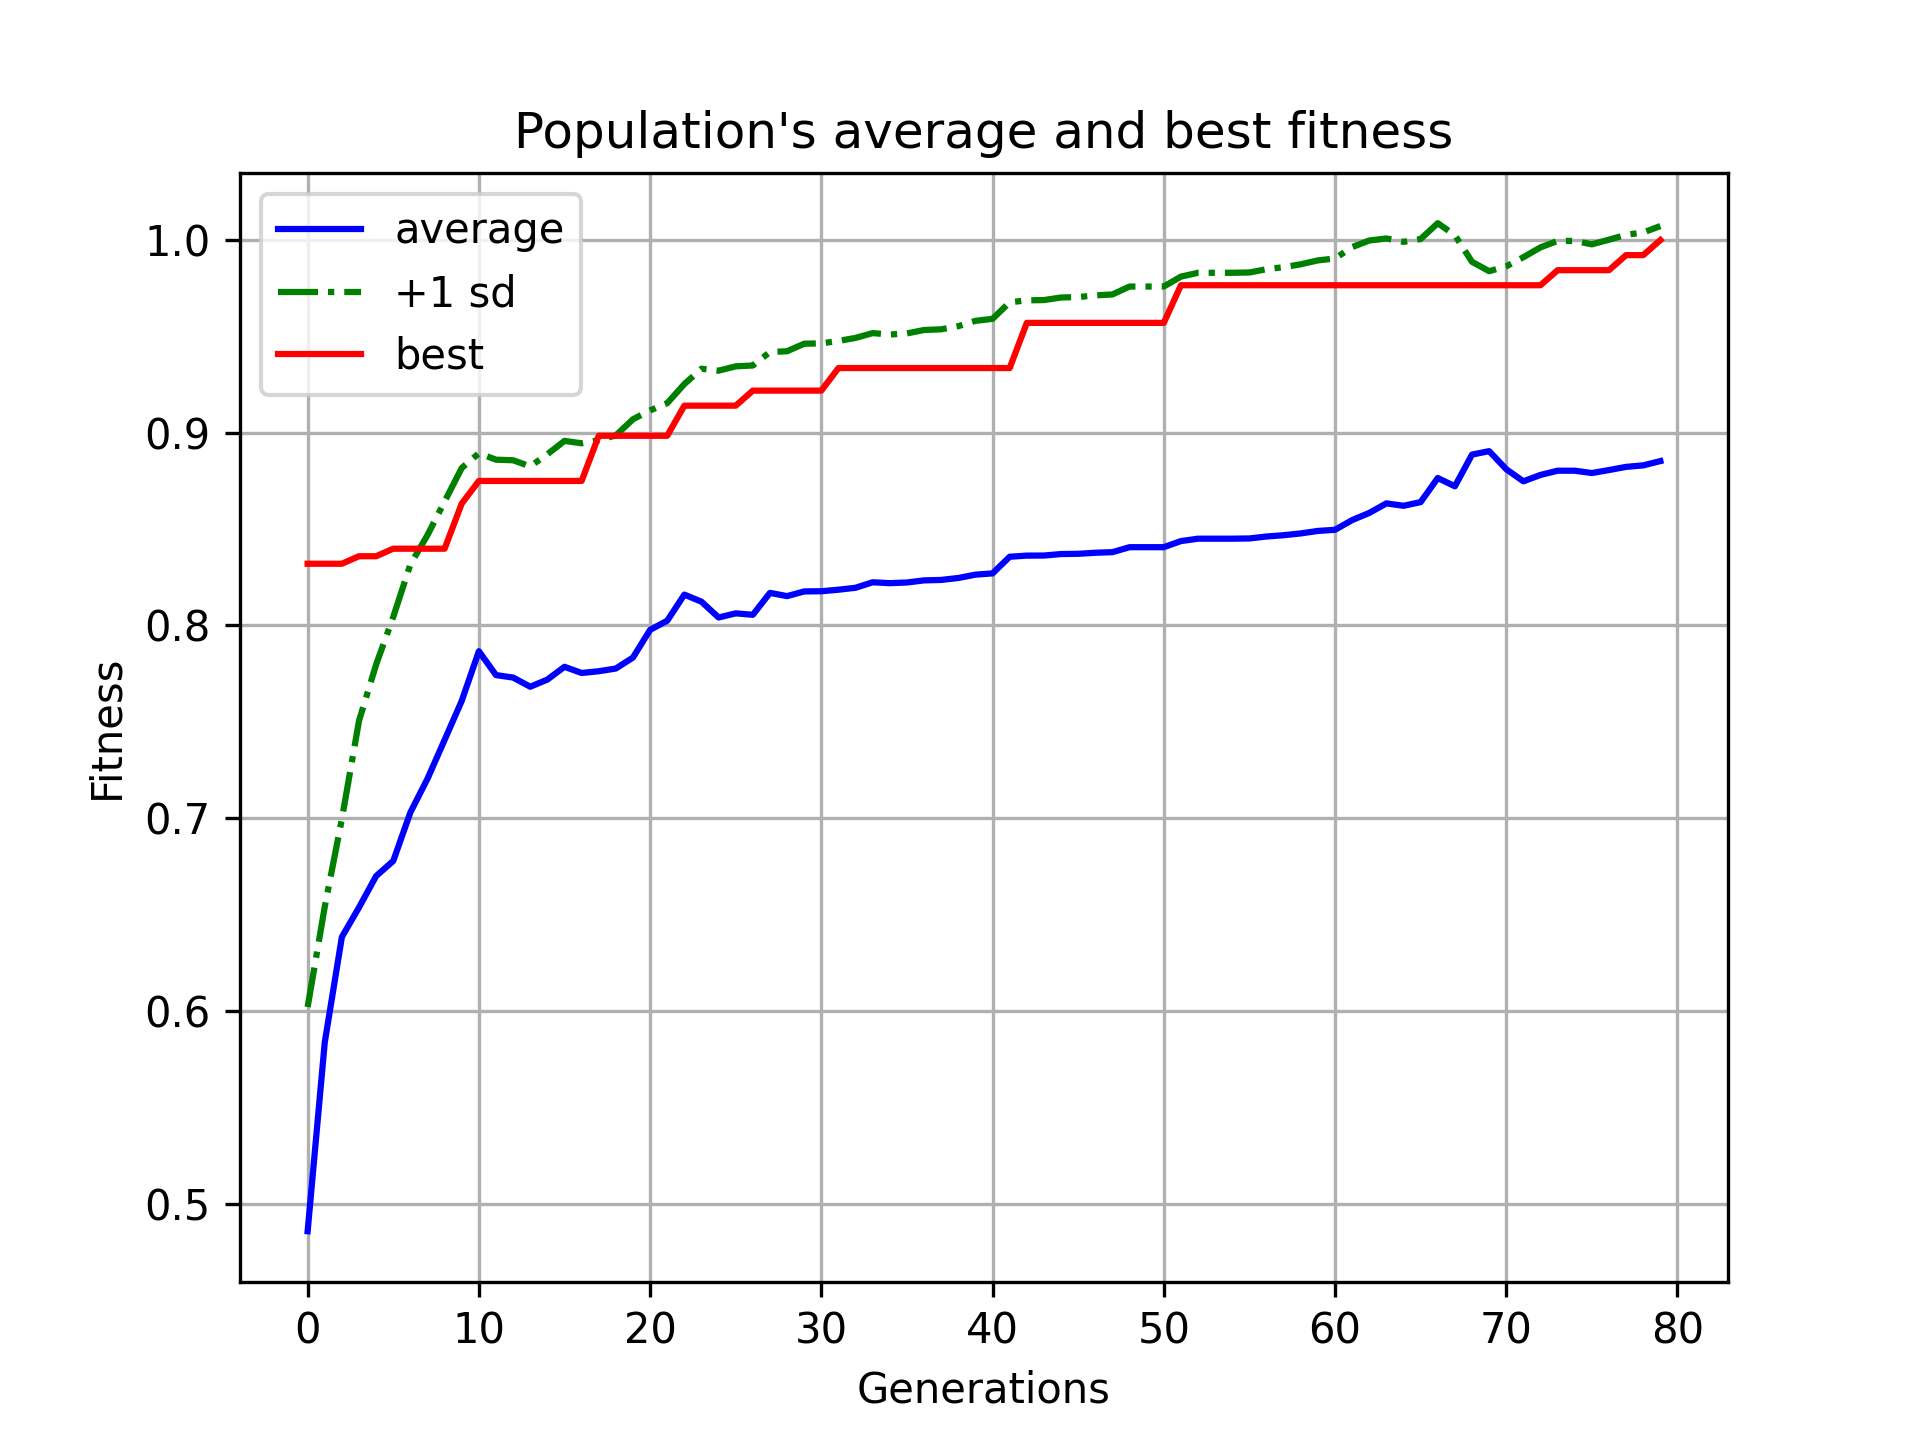 Population's average and best fitness
average
+1 sd
best
1.0
0.9
0.8
0.7
0.6
0.5
Fitness
0 10 20 30 40 50 60 70 80
Generations